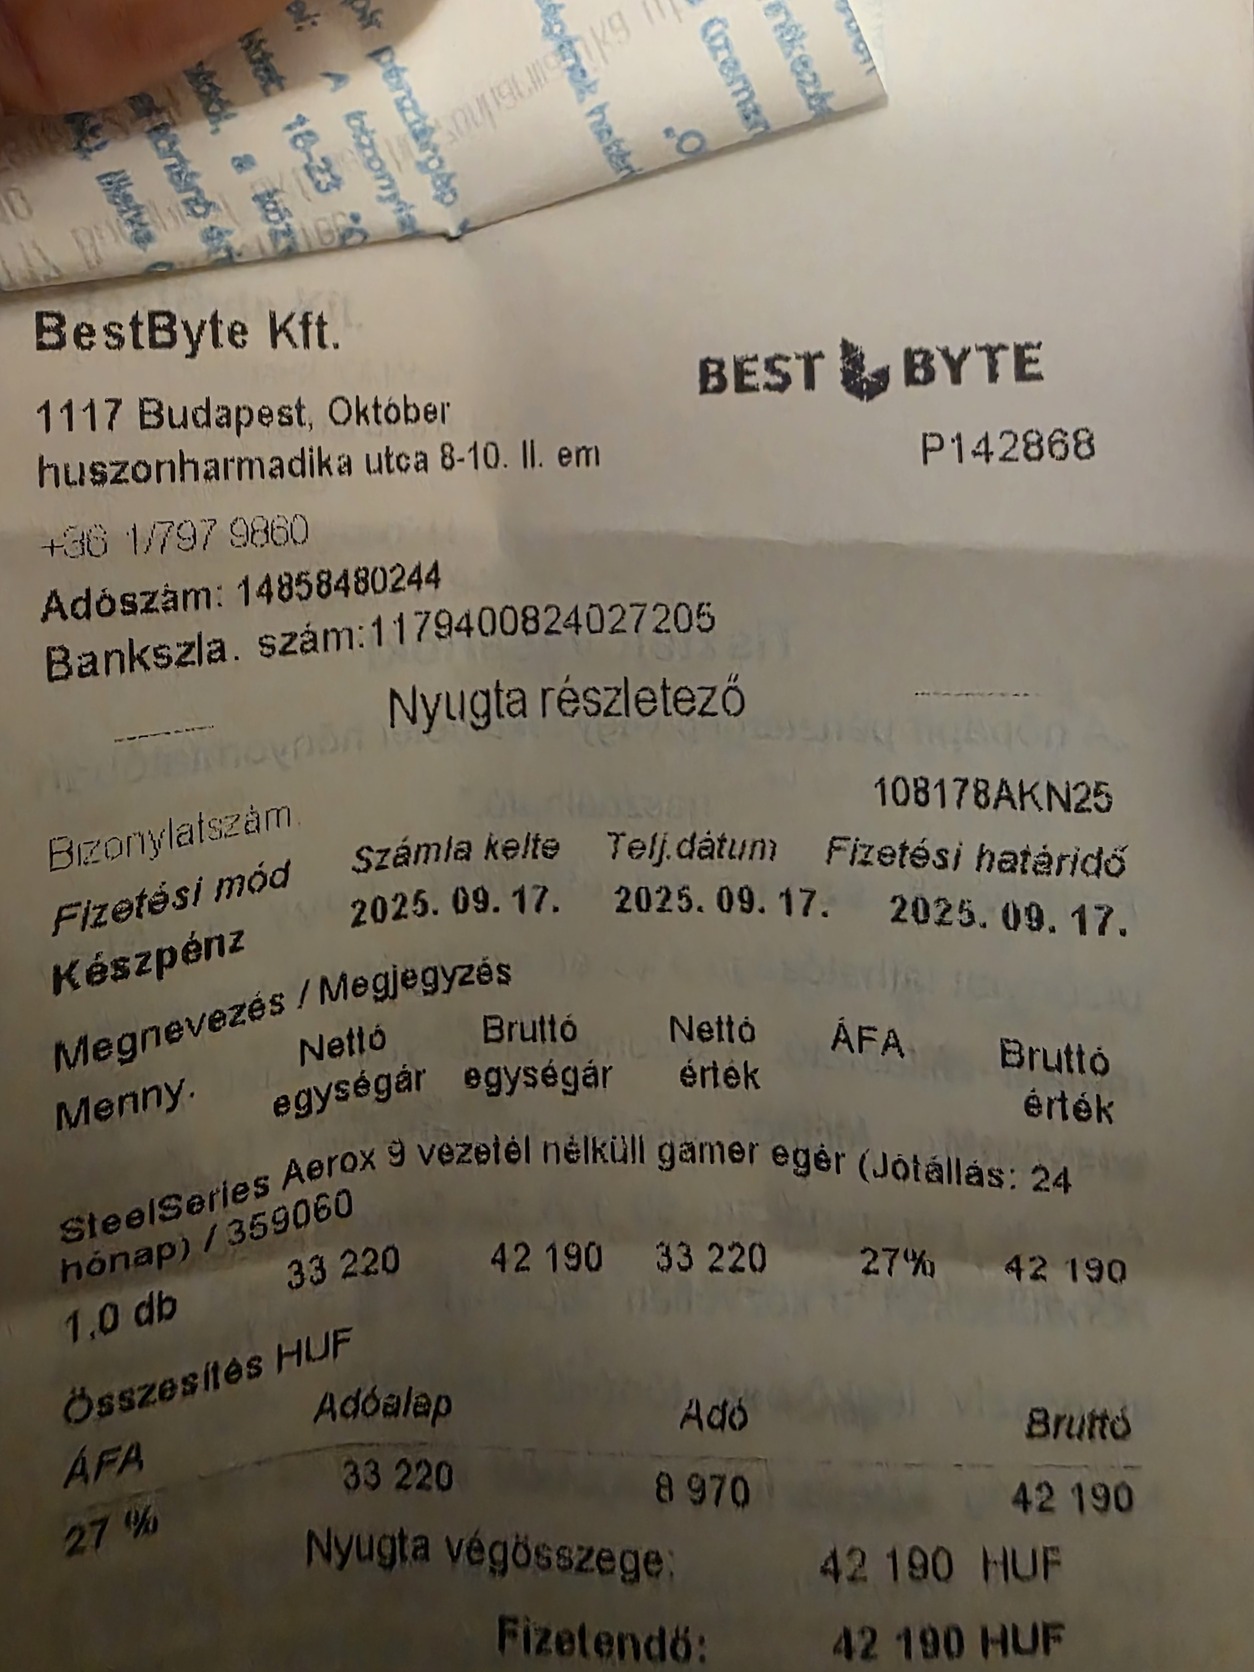 BestByte Kft.
BEST BYTE
1117 Budapest, Október
huszonharmadika utca 8-10. II. em
P142868
+36 1/797 9860
Adószám: 14858480244
Bankszla. szám:1179400824027205
Nyugta részletező
Bizonylatszám 108178AKN25
Fizetési mód Számla kelte Telj.dátum Fizetési határidő
Készpénz 2025. 09. 17. 2025. 09. 17. 2025. 09. 17.
Megnevezés / Megjegyzés
Menny. Nettó egységár Bruttó egységár Nettó érték ÁFA Bruttó érték
SteelSeries Aerox 9 vezetél nélküll gamer egér (Jótállás: 24
hónap) / 359060
1,0 db 33 220 42 190 33 220 27% 42 190
Összesítés HUF
ÁFA Adóalap Adó Bruttó
27 % 33 220 8 970 42 190
Nyugta végösszege: 42 190 HUF
Fizetendő: 42 190 HUF